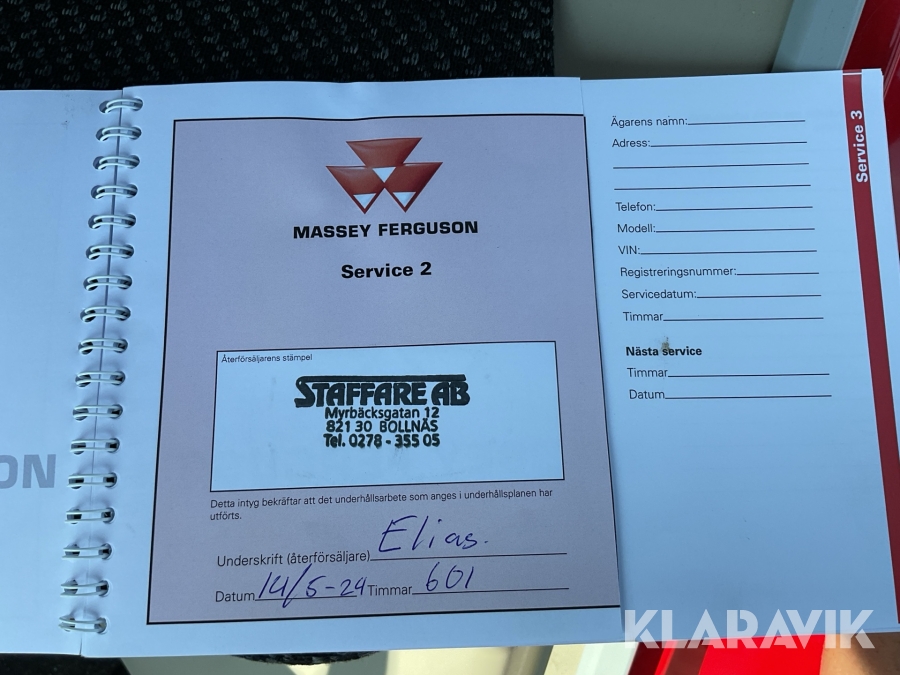 ON
MASSEY FERGUSON
Service 2
Återförsäljarens stämpel
STAFFARE AB
Myrbäcksgatan 12
821 30 BOLLNÄS
Tel. 0278 - 355 05
Detta intyg bekräftar att det underhållsarbete som anges i underhållsplanen har
utförts.
Underskrift (återförsäljare) Elias.
Datum 14/5-24 Timmar 601
Ägarens namn:
Adress:
Telefon:
Modell:
VIN:
Registreringsnummer:
Servicedatum:
Timmar
Nästa service
Timmar
Datum
Service 3
KLARAVIK